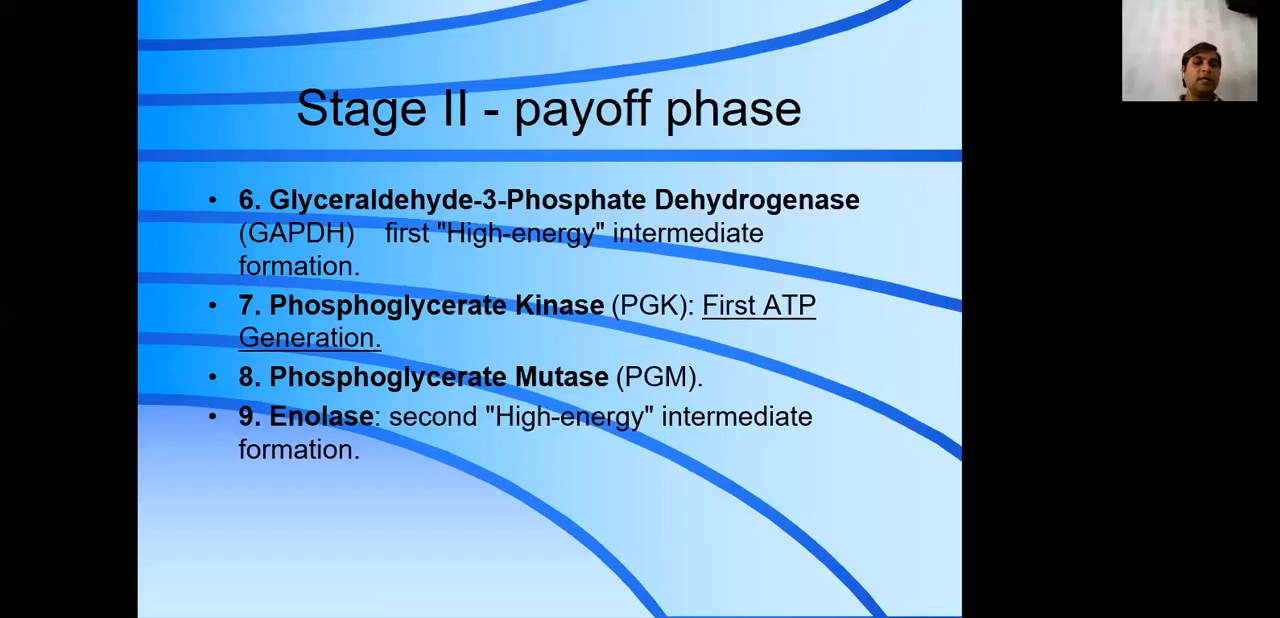 Stage II - payoff phase
• 6. Glyceraldehyde-3-Phosphate Dehydrogenase
(GAPDH) first "High-energy" intermediate
formation.
• 7. Phosphoglycerate Kinase (PGK): First ATP
Generation.
• 8. Phosphoglycerate Mutase (PGM).
• 9. Enolase: second "High-energy" intermediate
formation.